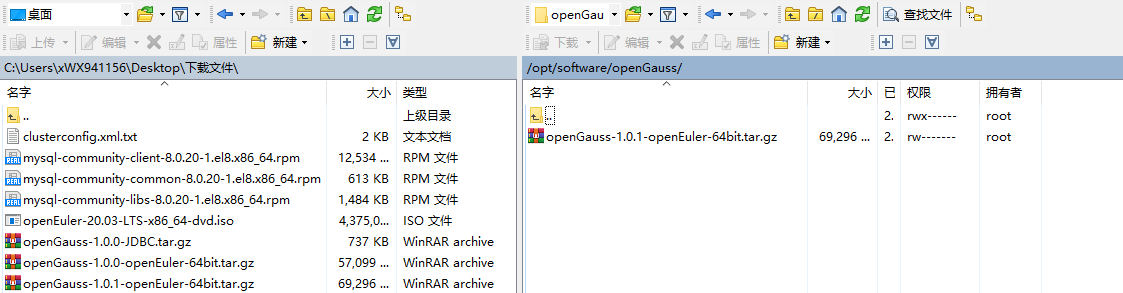 桌面
上传 编辑 属性 新建
C:\Users\xWX941156\Desktop\下载文件\
名字 大小 类型
.. 上级目录
clusterconfig.xml.txt 2 KB 文本文档
mysql-community-client-8.0.20-1.el8.x86_64.rpm 12,534 ... RPM 文件
mysql-community-common-8.0.20-1.el8.x86_64.rpm 613 KB RPM 文件
mysql-community-libs-8.0.20-1.el8.x86_64.rpm 1,484 KB RPM 文件
openEuler-20.03-LTS-x86_64-dvd.iso 4,375,0... ISO 文件
openGauss-1.0.0-JDBC.tar.gz 737 KB WinRAR archive
openGauss-1.0.0-openEuler-64bit.tar.gz 57,099 ... WinRAR archive
openGauss-1.0.1-openEuler-64bit.tar.gz 69,296 ... WinRAR archive
openGau 查找文件
下载 编辑 属性 新建
/opt/software/openGauss/
名字 大小 已 权限 拥有者
.. 2. rwx------ root
openGauss-1.0.1-openEuler-64bit.tar.gz 69,296 ... 2. rw------- root